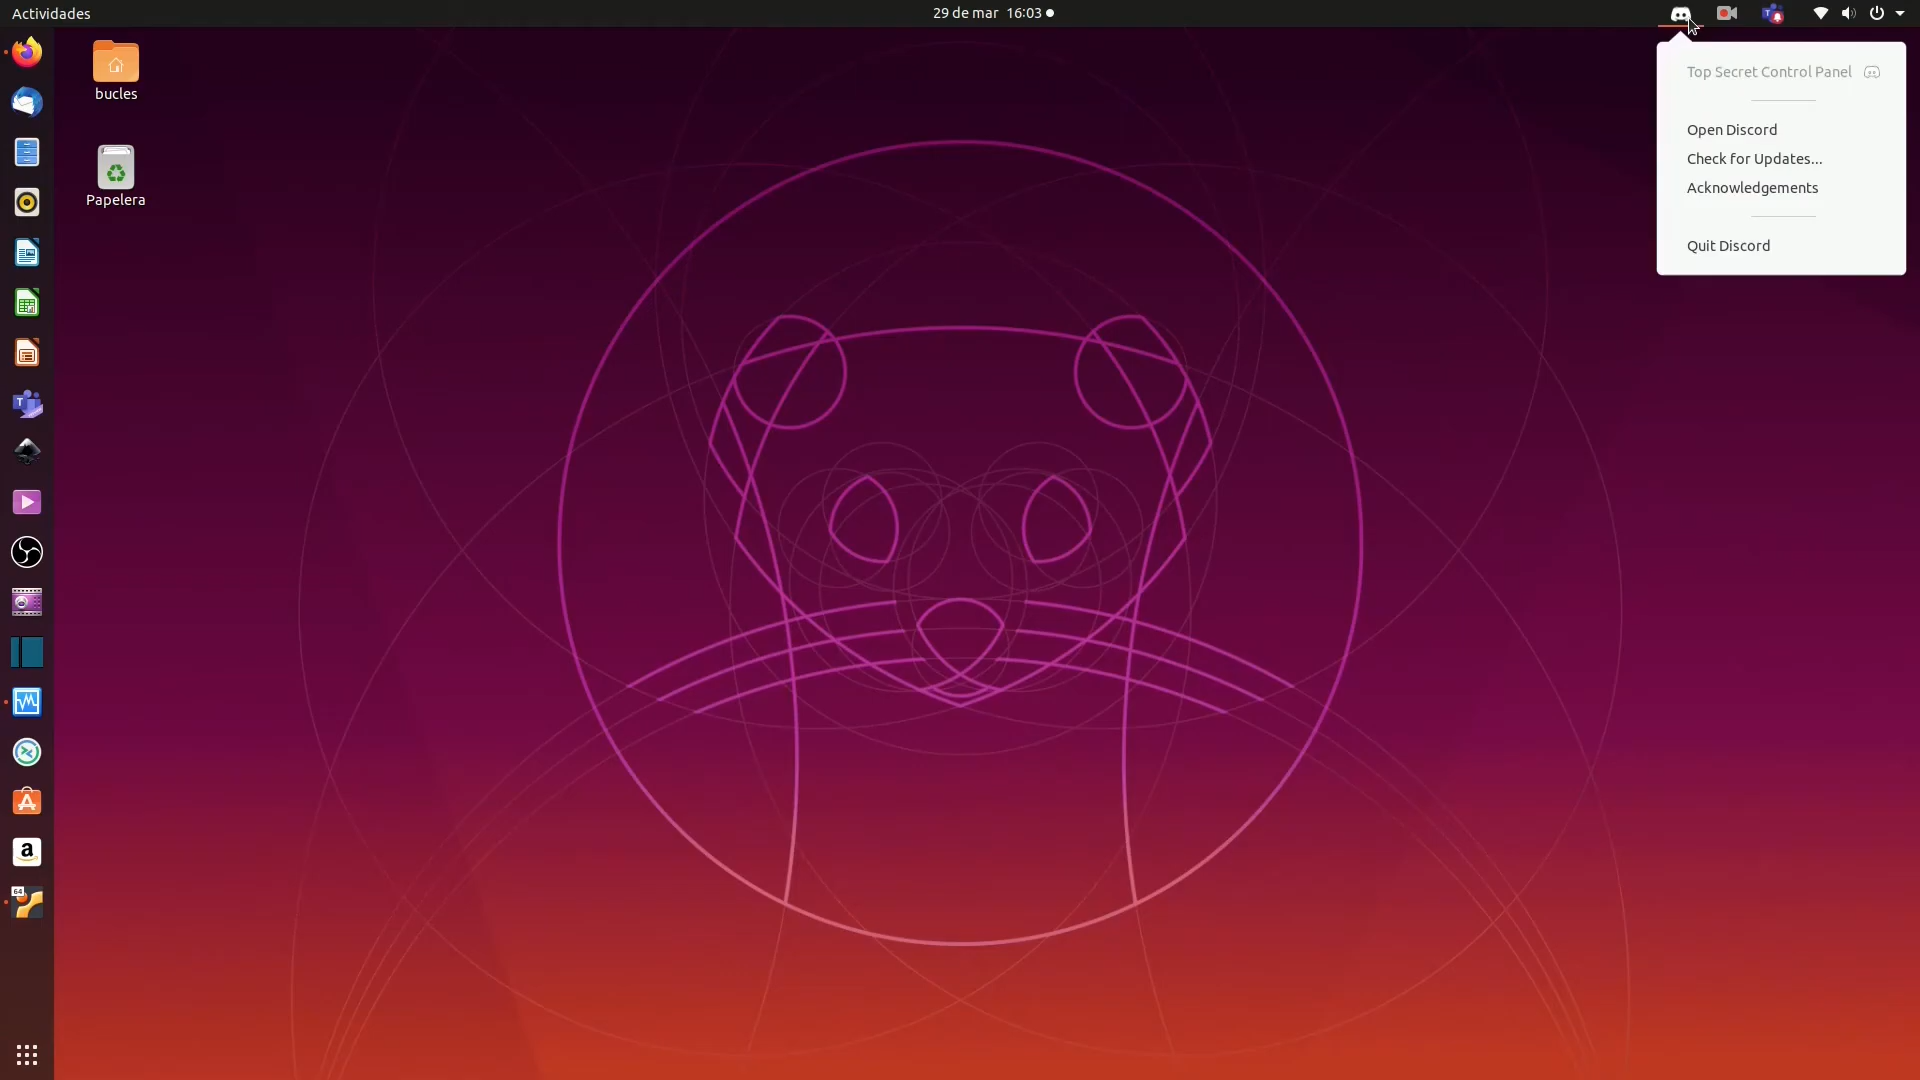 Actividades
29 de mar 16:03
bucles
Papelera
Top Secret Control Panel
Open Discord
Check for Updates...
Acknowledgements
Quit Discord
T
T
a
64